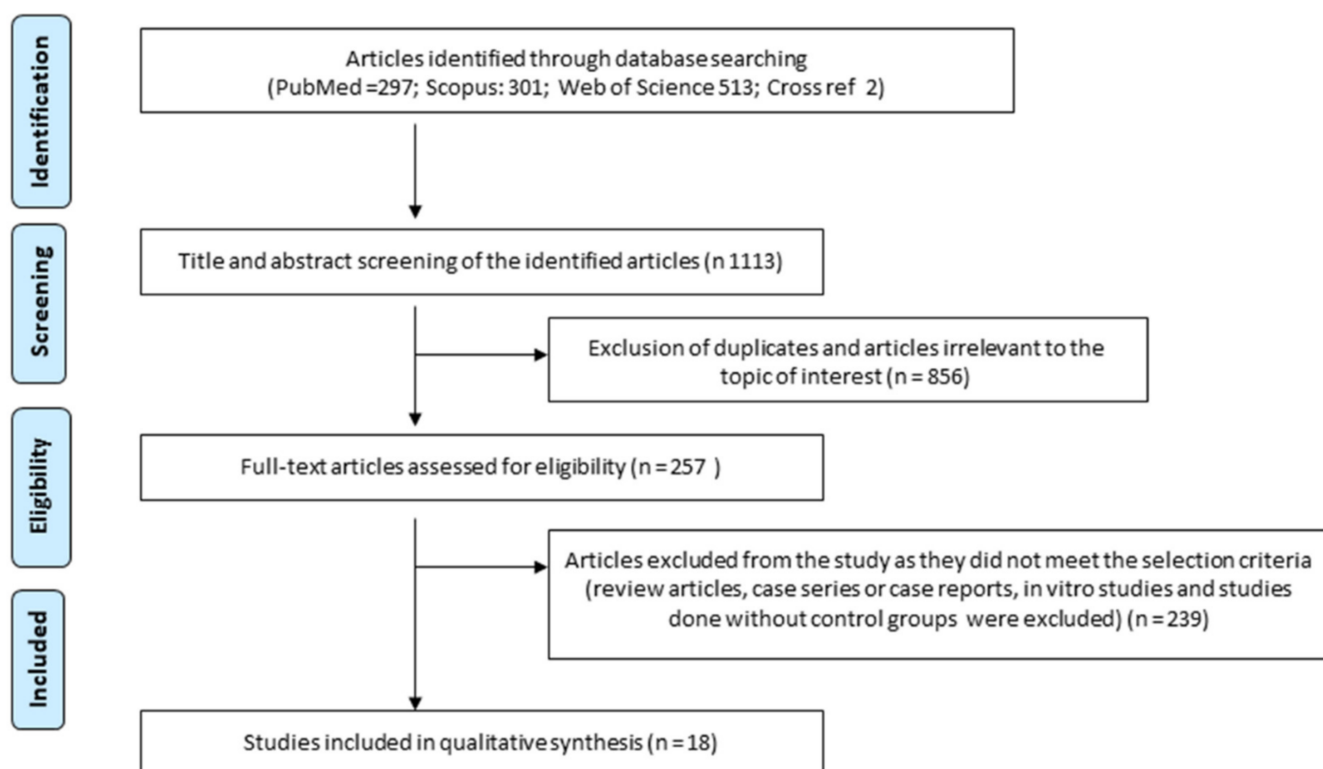 Identification
Articles identified through database searching
(PubMed =297; Scopus: 301; Web of Science 513; Cross ref 2)
Screening
Title and abstract screening of the identified articles (n 1113)
Exclusion of duplicates and articles irrelevant to the
topic of interest (n = 856)
Eligibility
Full-text articles assessed for eligibility (n = 257 )
Articles excluded from the study as they did not meet the selection criteria
(review articles, case series or case reports, in vitro studies and studies
done without control groups were excluded) (n = 239)
Included
Studies included in qualitative synthesis (n = 18)